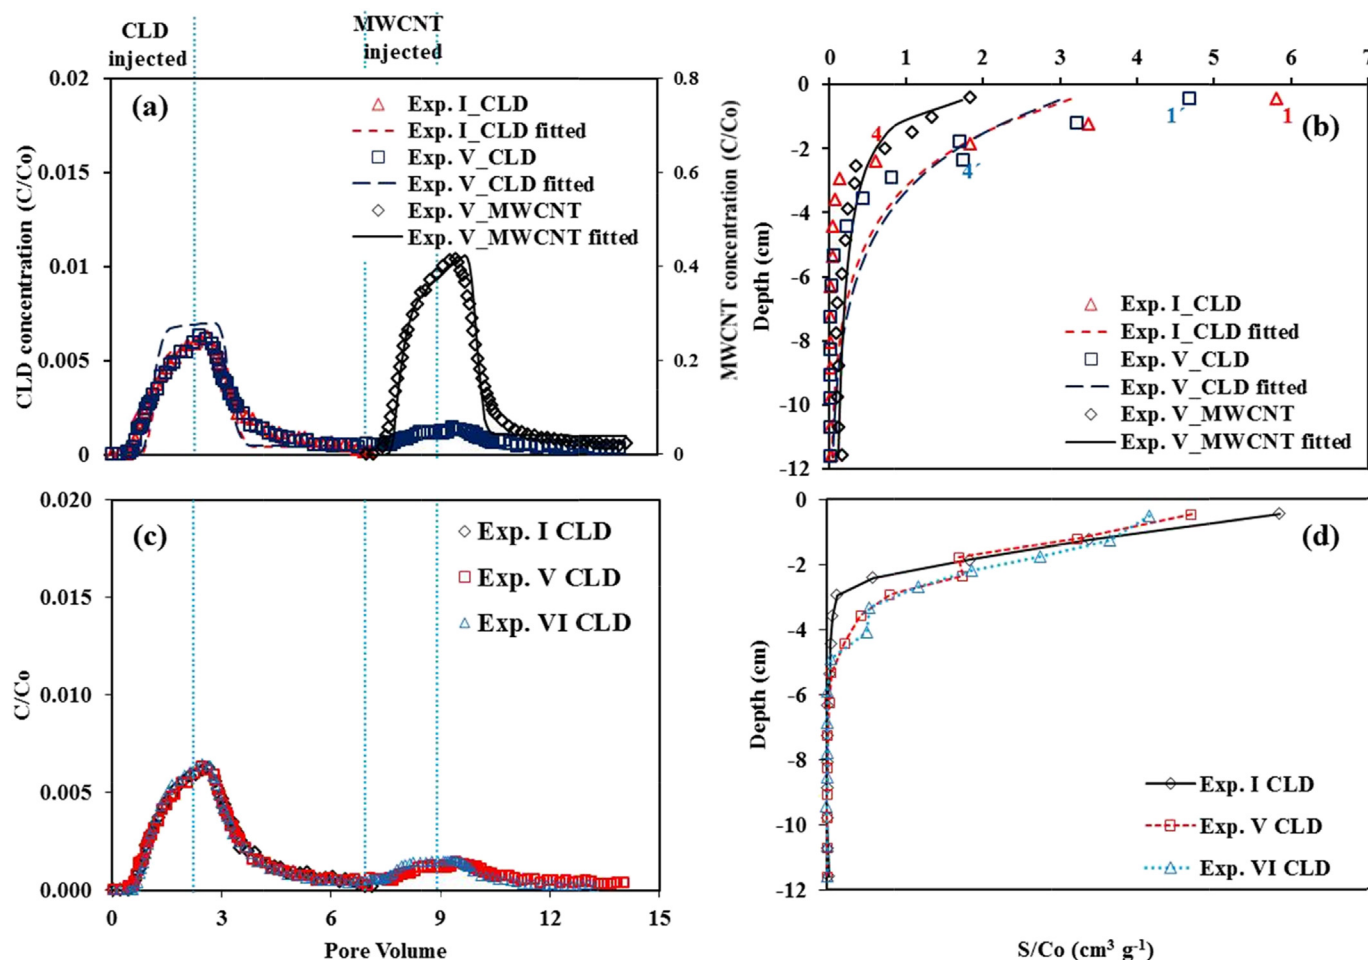 CLD
injected
MWCNT
injected
0.02
0.015
0.01
0.005
0
0.8
0.6
0.4
0.2
0
CLD concentration (C/Co)
MWCNT concentration (C/Co)
(a)
Exp. I_CLD
Exp. I_CLD fitted
Exp. V_CLD
Exp. V_CLD fitted
Exp. V_MWCNT
Exp. V_MWCNT fitted
0 1 2 3 4 5 6 7
0
-2
-4
-6
-8
-10
-12
Depth (cm)
(b)
4
1
1
4
Exp. I_CLD
Exp. I_CLD fitted
Exp. V_CLD
Exp. V_CLD fitted
Exp. V_MWCNT
Exp. V_MWCNT fitted
0.020
0.015
0.010
0.005
0.000
C/Co
(c)
Exp. I CLD
Exp. V CLD
Exp. VI CLD
0 3 6 9 12 15
Pore Volume
0
-2
-4
-6
-8
-10
-12
Depth (cm)
(d)
Exp. I CLD
Exp. V CLD
Exp. VI CLD
S/Co (cm³ g⁻¹)